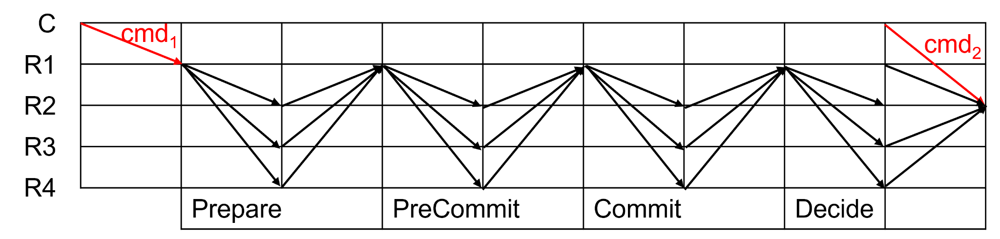 C
cmd₁
cmd₂
R1
R2
R3
R4
Prepare PreCommit Commit Decide